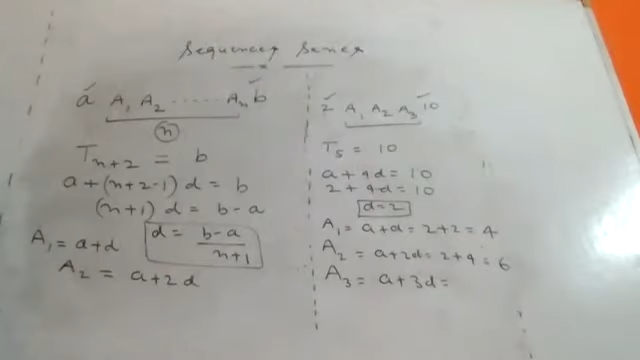 Sequences Series
a A₁ A₂ ...... Aₙ b
n
Tₙ₊₂ = b
a+(n+2-1) d = b
(n+1) d = b-a
A₁ = a+d
d = b-a / n+1
A₂ = a+2d
2 A₁ A₂ A₃ 10
T₅ = 10
a+4d = 10
2+4d = 10
d=2
A₁ = a+d = 2+2 = 4
A₂ = a+2d = 2+4 = 6
A₃ = a+3d =